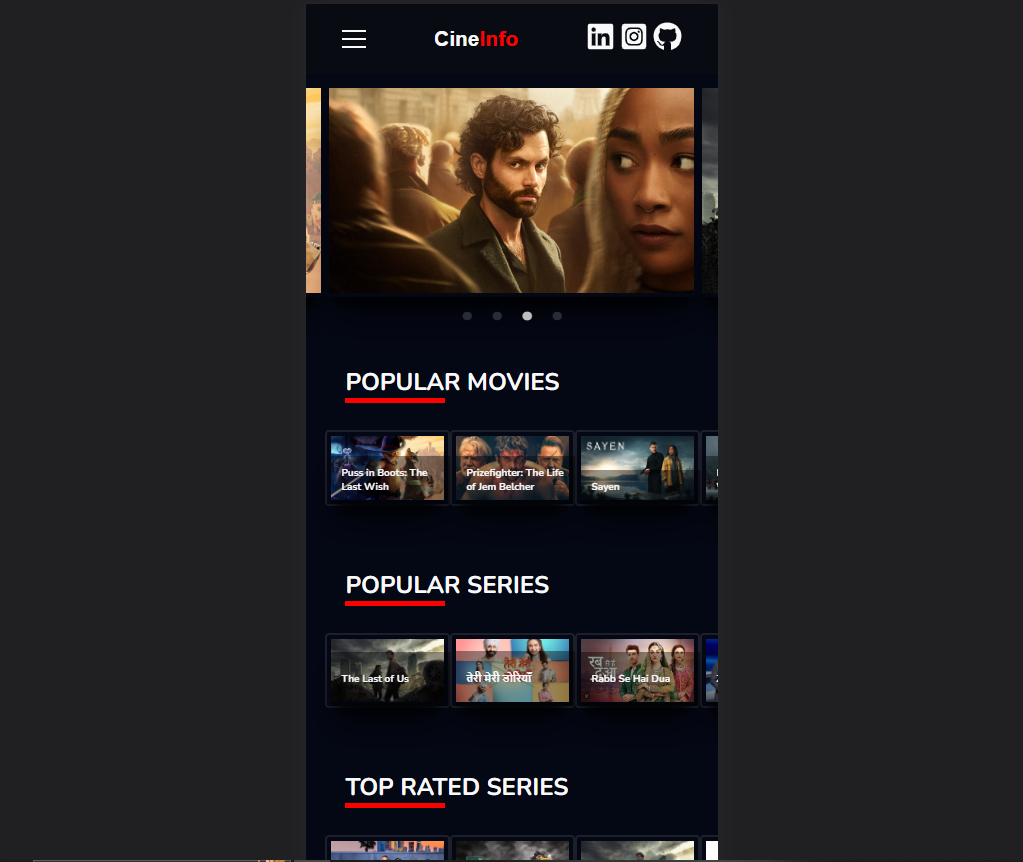 CineInfo
POPULAR MOVIES
Puss in Boots: The
Last Wish
Prizefighter: The Life
of Jem Belcher
SAYEN
Sayen
POPULAR SERIES
The Last of Us
तेरी मेरी
तेरी मेरी डोरियाँ
रब से है
दुआ
Rabb Se Hai Dua
TOP RATED SERIES